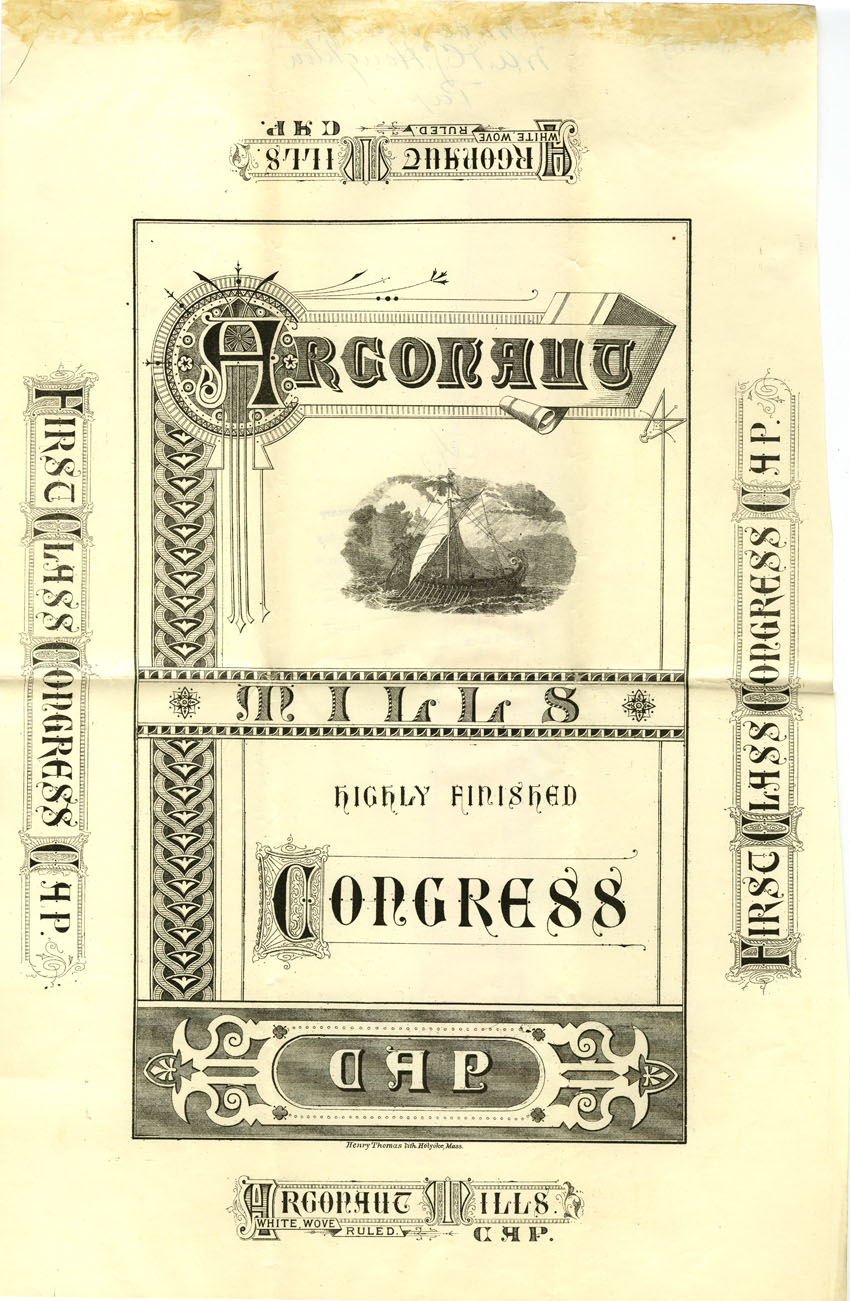 ARGONAUT MILLS.
WHITE WOVE
RULED.
CAP.
ARGONAUT
MILLS
HIGHLY FINISHED
CONGRESS
CAP
Henry Thomas lith. Holyoke, Mass.
FIRST CLASS CONGRESS CAP.
FIRST CLASS CONGRESS CAP.
ARGONAUT MILLS.
WHITE WOVE
RULED.
CAP.